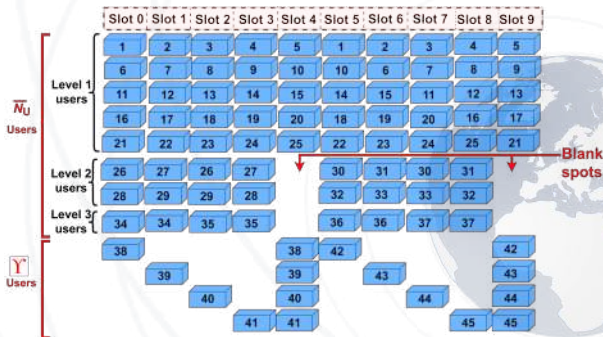 Slot 0 Slot 1 Slot 2 Slot 3 Slot 4 Slot 5 Slot 6 Slot 7 Slot 8 Slot 9
1 2 3 4 5 1 2 3 4 5
6 7 8 9 10 10 6 7 8 9
11 12 13 14 15 14 15 11 12 13
16 17 18 19 20 18 19 20 16 17
21 22 23 24 25 22 23 24 25 21
Level 1
users
N̅U
Users
Blank
spots
26 27 26 27 30 31 30 31
28 29 29 28 32 33 33 32
Level 2
users
34 34 35 35 36 36 37 37
Level 3
users
38 38 42 42
39 39 43 43
40 40 44 44
41 41 45 45
ϒ
Users